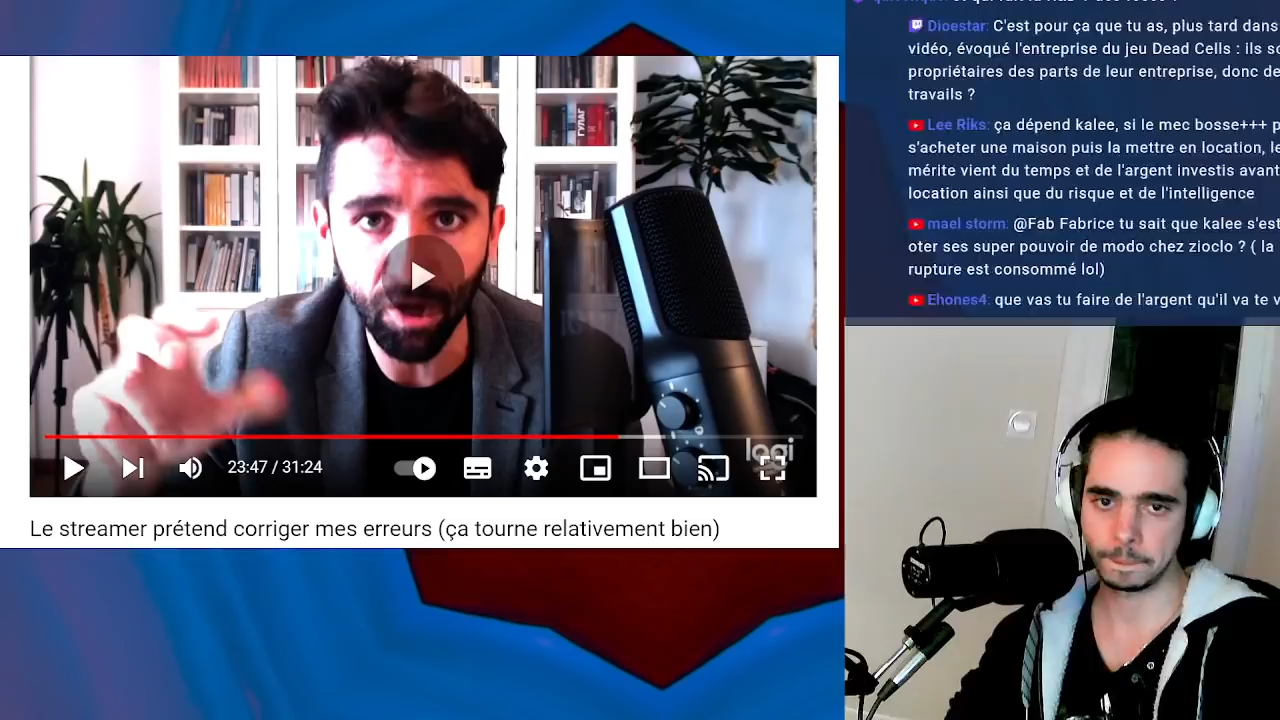 ГУЛАГ
logi
23:47 / 31:24
Le streamer prétend corriger mes erreurs (ça tourne relativement bien)
Dioestar: C'est pour ça que tu as, plus tard dans
vidéo, évoqué l'entreprise du jeu Dead Cells : ils so
propriétaires des parts de leur entreprise, donc de
travails ?
Lee Riks: ça dépend kalee, si le mec bosse+++ p
s'acheter une maison puis la mettre en location, le
mérite vient du temps et de l'argent investis avant
location ainsi que du risque et de l'intelligence
mael storm: @Fab Fabrice tu sait que kalee s'est
oter ses super pouvoir de modo chez zioclo ? ( la
rupture est consommé lol)
Ehones4: que vas tu faire de l'argent qu'il va te v